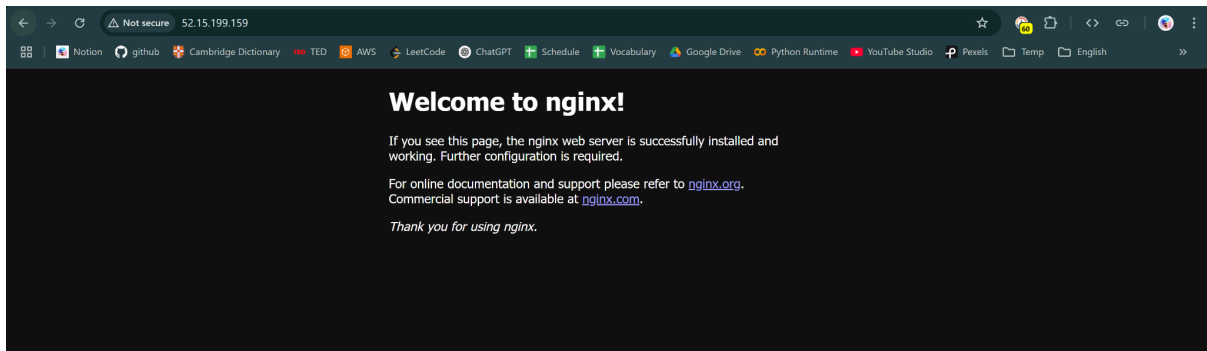 Not secure 52.15.199.159
60
Notion github Cambridge Dictionary TED TED AWS LeetCode ChatGPT Schedule Vocabulary Google Drive Python Runtime YouTube Studio Pexels Temp English »
Welcome to nginx!
If you see this page, the nginx web server is successfully installed and
working. Further configuration is required.
For online documentation and support please refer to nginx.org.
Commercial support is available at nginx.com.
Thank you for using nginx.